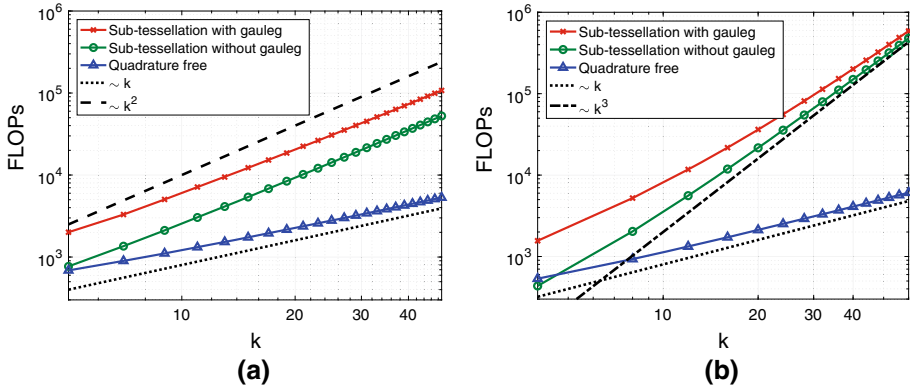 10^6
10^5
10^4
10^3
FLOPs
Sub-tessellation with gauleg
Sub-tessellation without gauleg
Quadrature free
~ k
~ k^2
10 20 30 40
k
(a)
10^6
10^5
10^4
10^3
FLOPs
Sub-tessellation with gauleg
Sub-tessellation without gauleg
Quadrature free
~ k
~ k^3
10 20 30 40
k
(b)